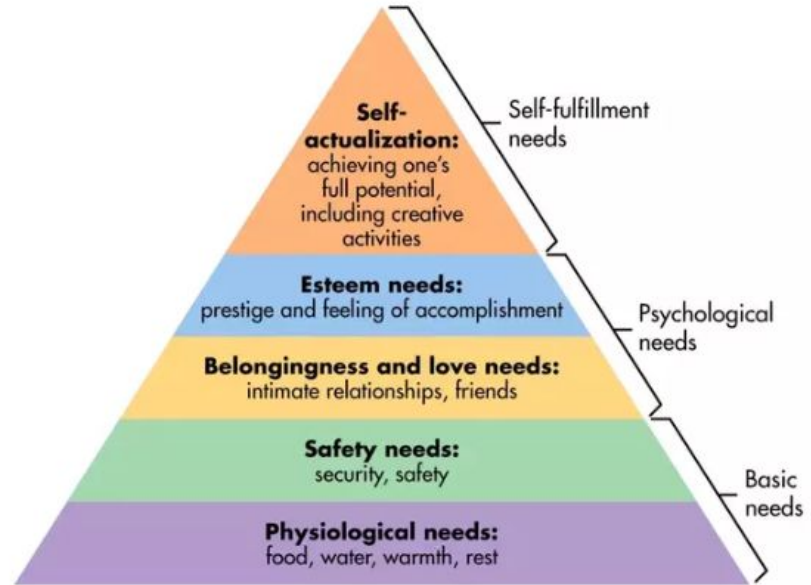 Self-
actualization:
achieving one's
full potential,
including creative
activities
Self-fulfillment
needs
Esteem needs:
prestige and feeling of accomplishment
Psychological
needs
Belongingness and love needs:
intimate relationships, friends
Safety needs:
security, safety
Basic
needs
Physiological needs:
food, water, warmth, rest